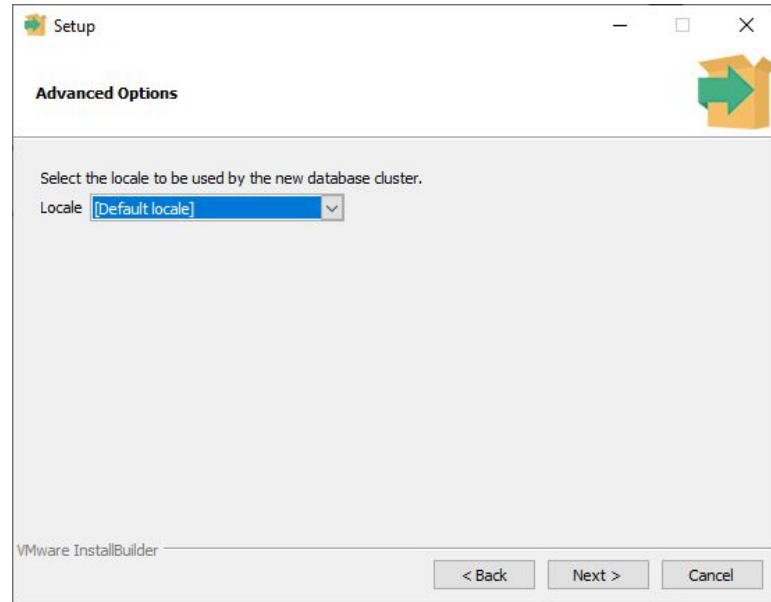 Setup
Advanced Options
Select the locale to be used by the new database cluster.
Locale [Default locale]
VMware InstallBuilder
< Back Next > Cancel